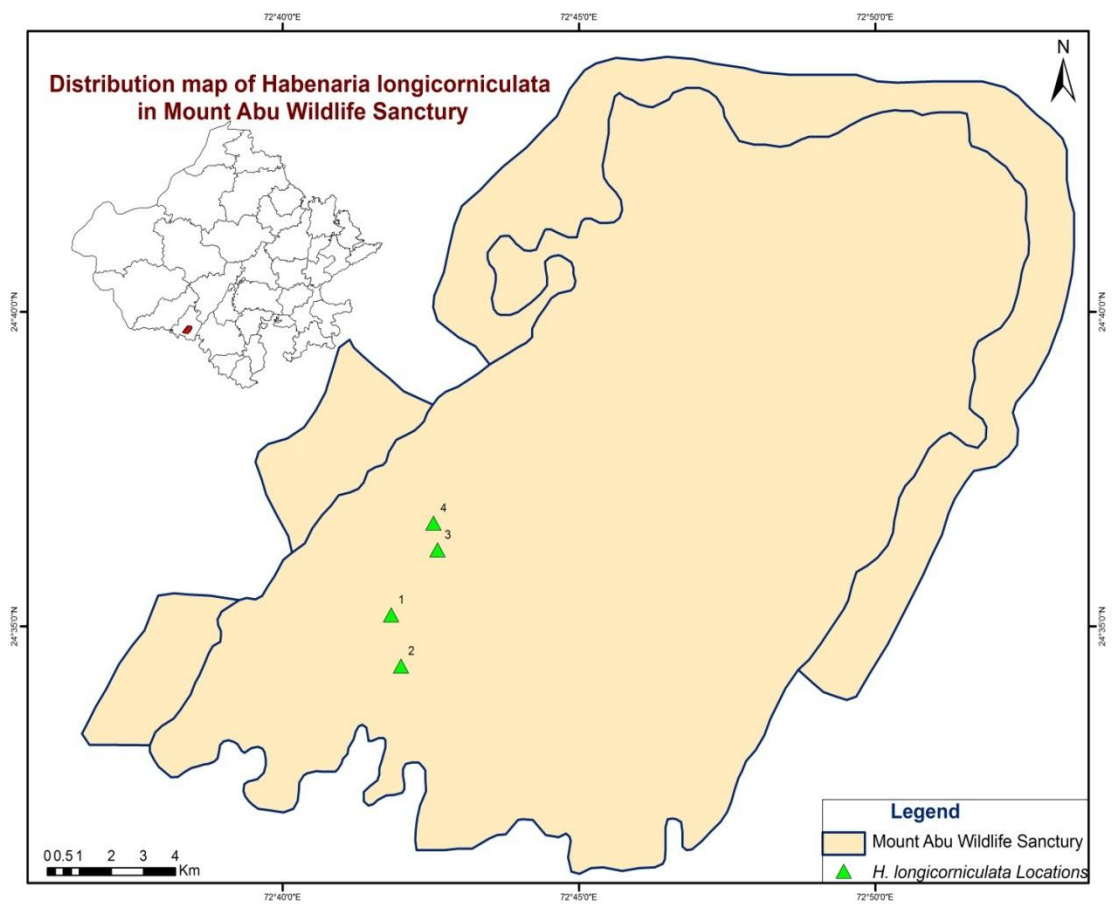 72°40'0"E 72°45'0"E 72°50'0"E
N
Distribution map of Habenaria longicorniculata
in Mount Abu Wildlife Sanctury
24°40'0"N 24°40'0"N
4
3
1
24°35'0"N 24°35'0"N
2
Legend
Mount Abu Wildlife Sanctury
H. longicorniculata Locations
0 0.5 1 2 3 4
Km
72°40'0"E 72°45'0"E 72°50'0"E